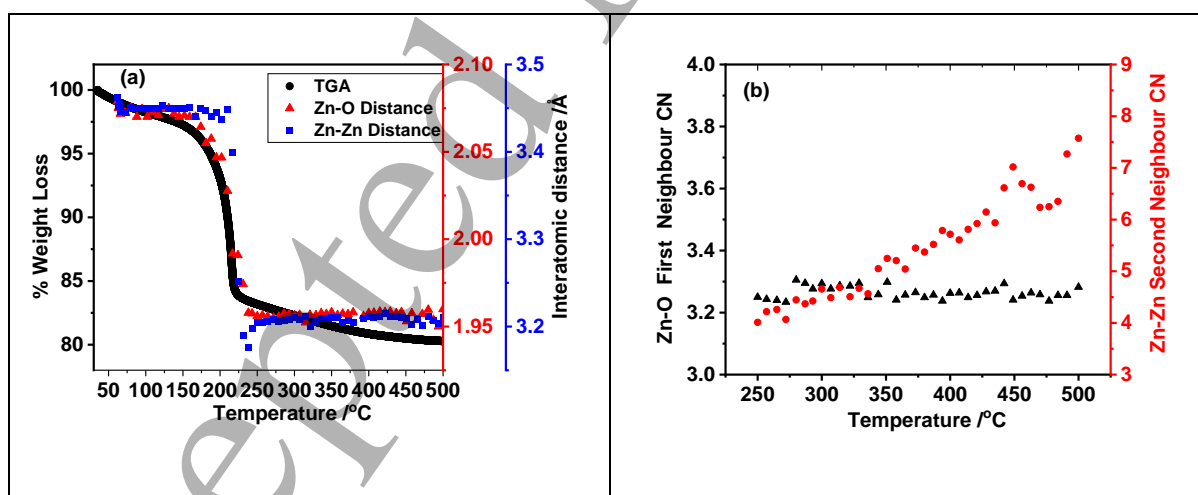 (a)
TGA
Zn-O Distance
Zn-Zn Distance
% Weight Loss
100
95
90
85
80
50 100 150 200 250 300 350 400 450 500
Temperature /°C
2.10
2.05
2.00
1.95
3.5
3.4
3.3
3.2
Interatomic distance /Å
(b)
Zn-O First Neighbour CN
4.0
3.8
3.6
3.4
3.2
3.0
250 300 350 400 450 500
Temperature /°C
9
8
7
6
5
4
3
Zn-Zn Second Neighbour CN
epted